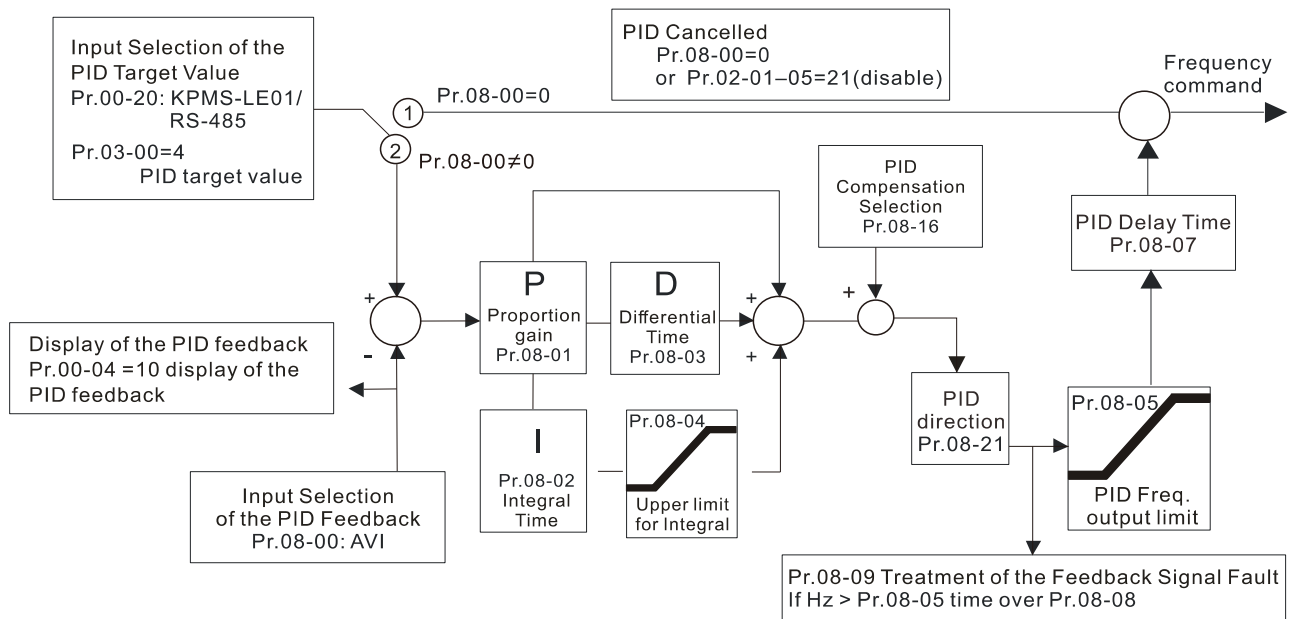 Input Selection of the
PID Target Value
Pr.00-20: KPMS-LE01/
RS-485
Pr.03-00=4
PID target value
PID Cancelled
Pr.08-00=0
or Pr.02-01–05=21(disable)
Frequency
command
1
Pr.08-00=0
2
Pr.08-00≠0
PID
Compensation
Selection
Pr.08-16
PID Delay Time
Pr.08-07
+
-
P
Proportion
gain
Pr.08-01
D
Differential
Time
Pr.08-03
+
+
+
Display of the PID feedback
Pr.00-04 =10 display of the
PID feedback
I
Pr.08-02
Integral
Time
Pr.08-04
Upper limit
for Integral
PID
direction
Pr.08-21
Pr.08-05
PID Freq.
output limit
Input Selection
of the PID Feedback
Pr.08-00: AVI
Pr.08-09 Treatment of the Feedback Signal Fault
If Hz > Pr.08-05 time over Pr.08-08